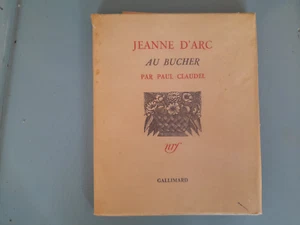 JEANNE D'ARC
AU BUCHER
PAR PAUL CLAUDEL
nrf
GALLIMARD